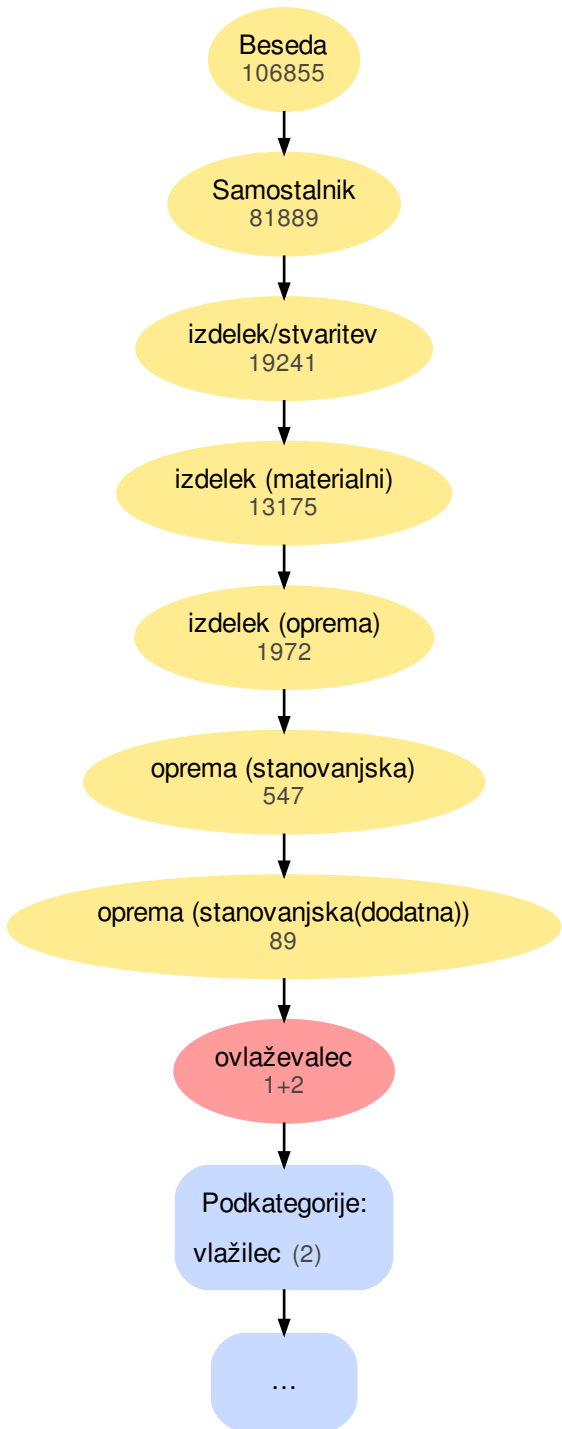 Beseda
106855
Samostalnik
81889
izdelek/stvaritev
19241
izdelek (materialni)
13175
izdelek (oprema)
1972
oprema (stanovanjska)
547
oprema (stanovanjska(dodatna))
89
ovlaževalec
1+2
Podkategorije:
vlažilec (2)
...